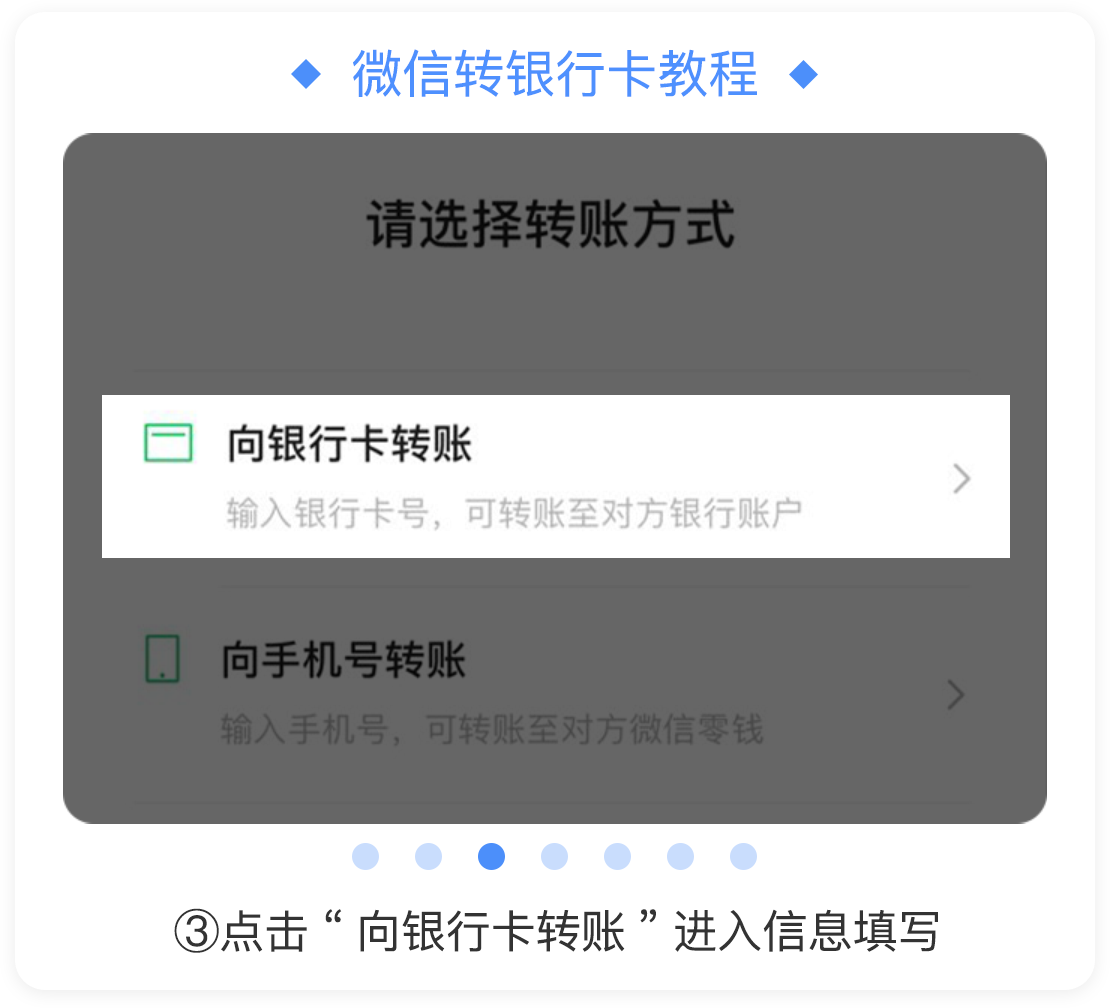 微信转银行卡教程
请选择转账方式
向银行卡转账
输入银行卡号，可转账至对方银行账户
向手机号转账
输入手机号，可转账至对方微信零钱
③点击“向银行卡转账”进入信息填写